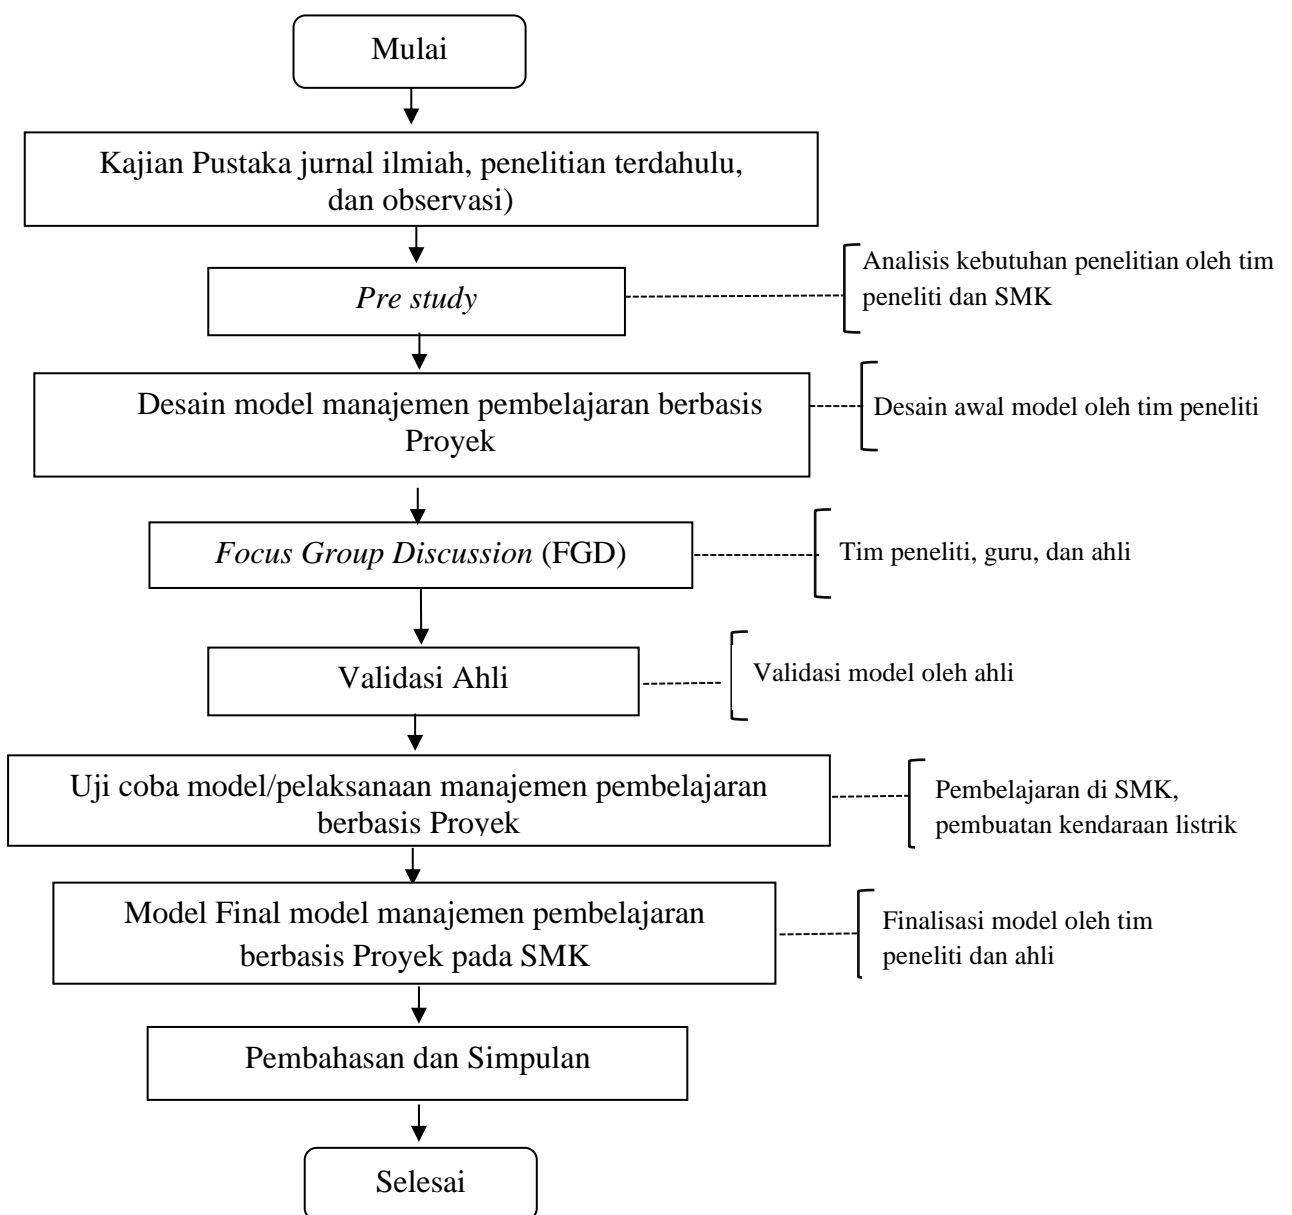 Mulai
Kajian Pustaka jurnal ilmiah, penelitian terdahulu,
dan observasi)
Pre study
Analisis kebutuhan penelitian oleh tim
peneliti dan SMK
Desain model manajemen pembelajaran berbasis
Proyek
Desain awal model oleh tim peneliti
Focus Group Discussion (FGD)
Tim peneliti, guru, dan ahli
Validasi Ahli
Validasi model oleh ahli
Uji coba model/pelaksanaan manajemen pembelajaran
berbasis Proyek
Pembelajaran di SMK,
pembuatan kendaraan listrik
Model Final model manajemen pembelajaran
berbasis Proyek pada SMK
Finalisasi model oleh tim
peneliti dan ahli
Pembahasan dan Simpulan
Selesai